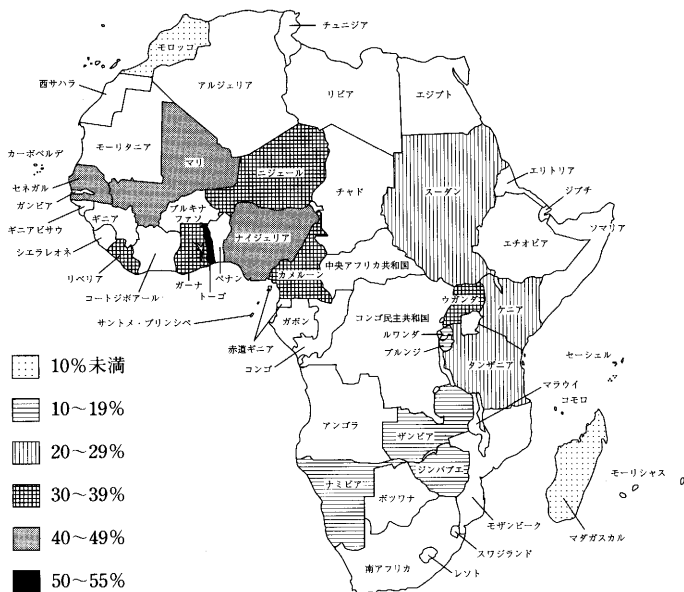 チュニジア
モロッコ
西サハラ
アルジェリア
リビア
エジプト
モーリタニア
カーボベルデ
マリ
ニジェール
チャド
スーダン
エリトリア
ジブチ
セネガル
ガンビア
ギニアビサウ
ギニア
ブルキナ
ファソ
ナイジェリア
ソマリア
エチオピア
シエラレオネ
リベリア
コートジボアール
ガーナ
トーゴ
ベナン
カメルーン
中央アフリカ共和国
サントメ・プリンシペ
赤道ギニア
ガボン
コンゴ
コンゴ民主共和国
ウガンダ
ケニア
ルワンダ
ブルンジ
タンザニア
セーシェル
マラウイ
コモロ
アンゴラ
ザンビア
ジンバブエ
モーリシャス
ナミビア
ボツワナ
モザンビーク
マダガスカル
スワジランド
南アフリカ
レソト
10%未満
10～19%
20～29%
30～39%
40～49%
50～55%